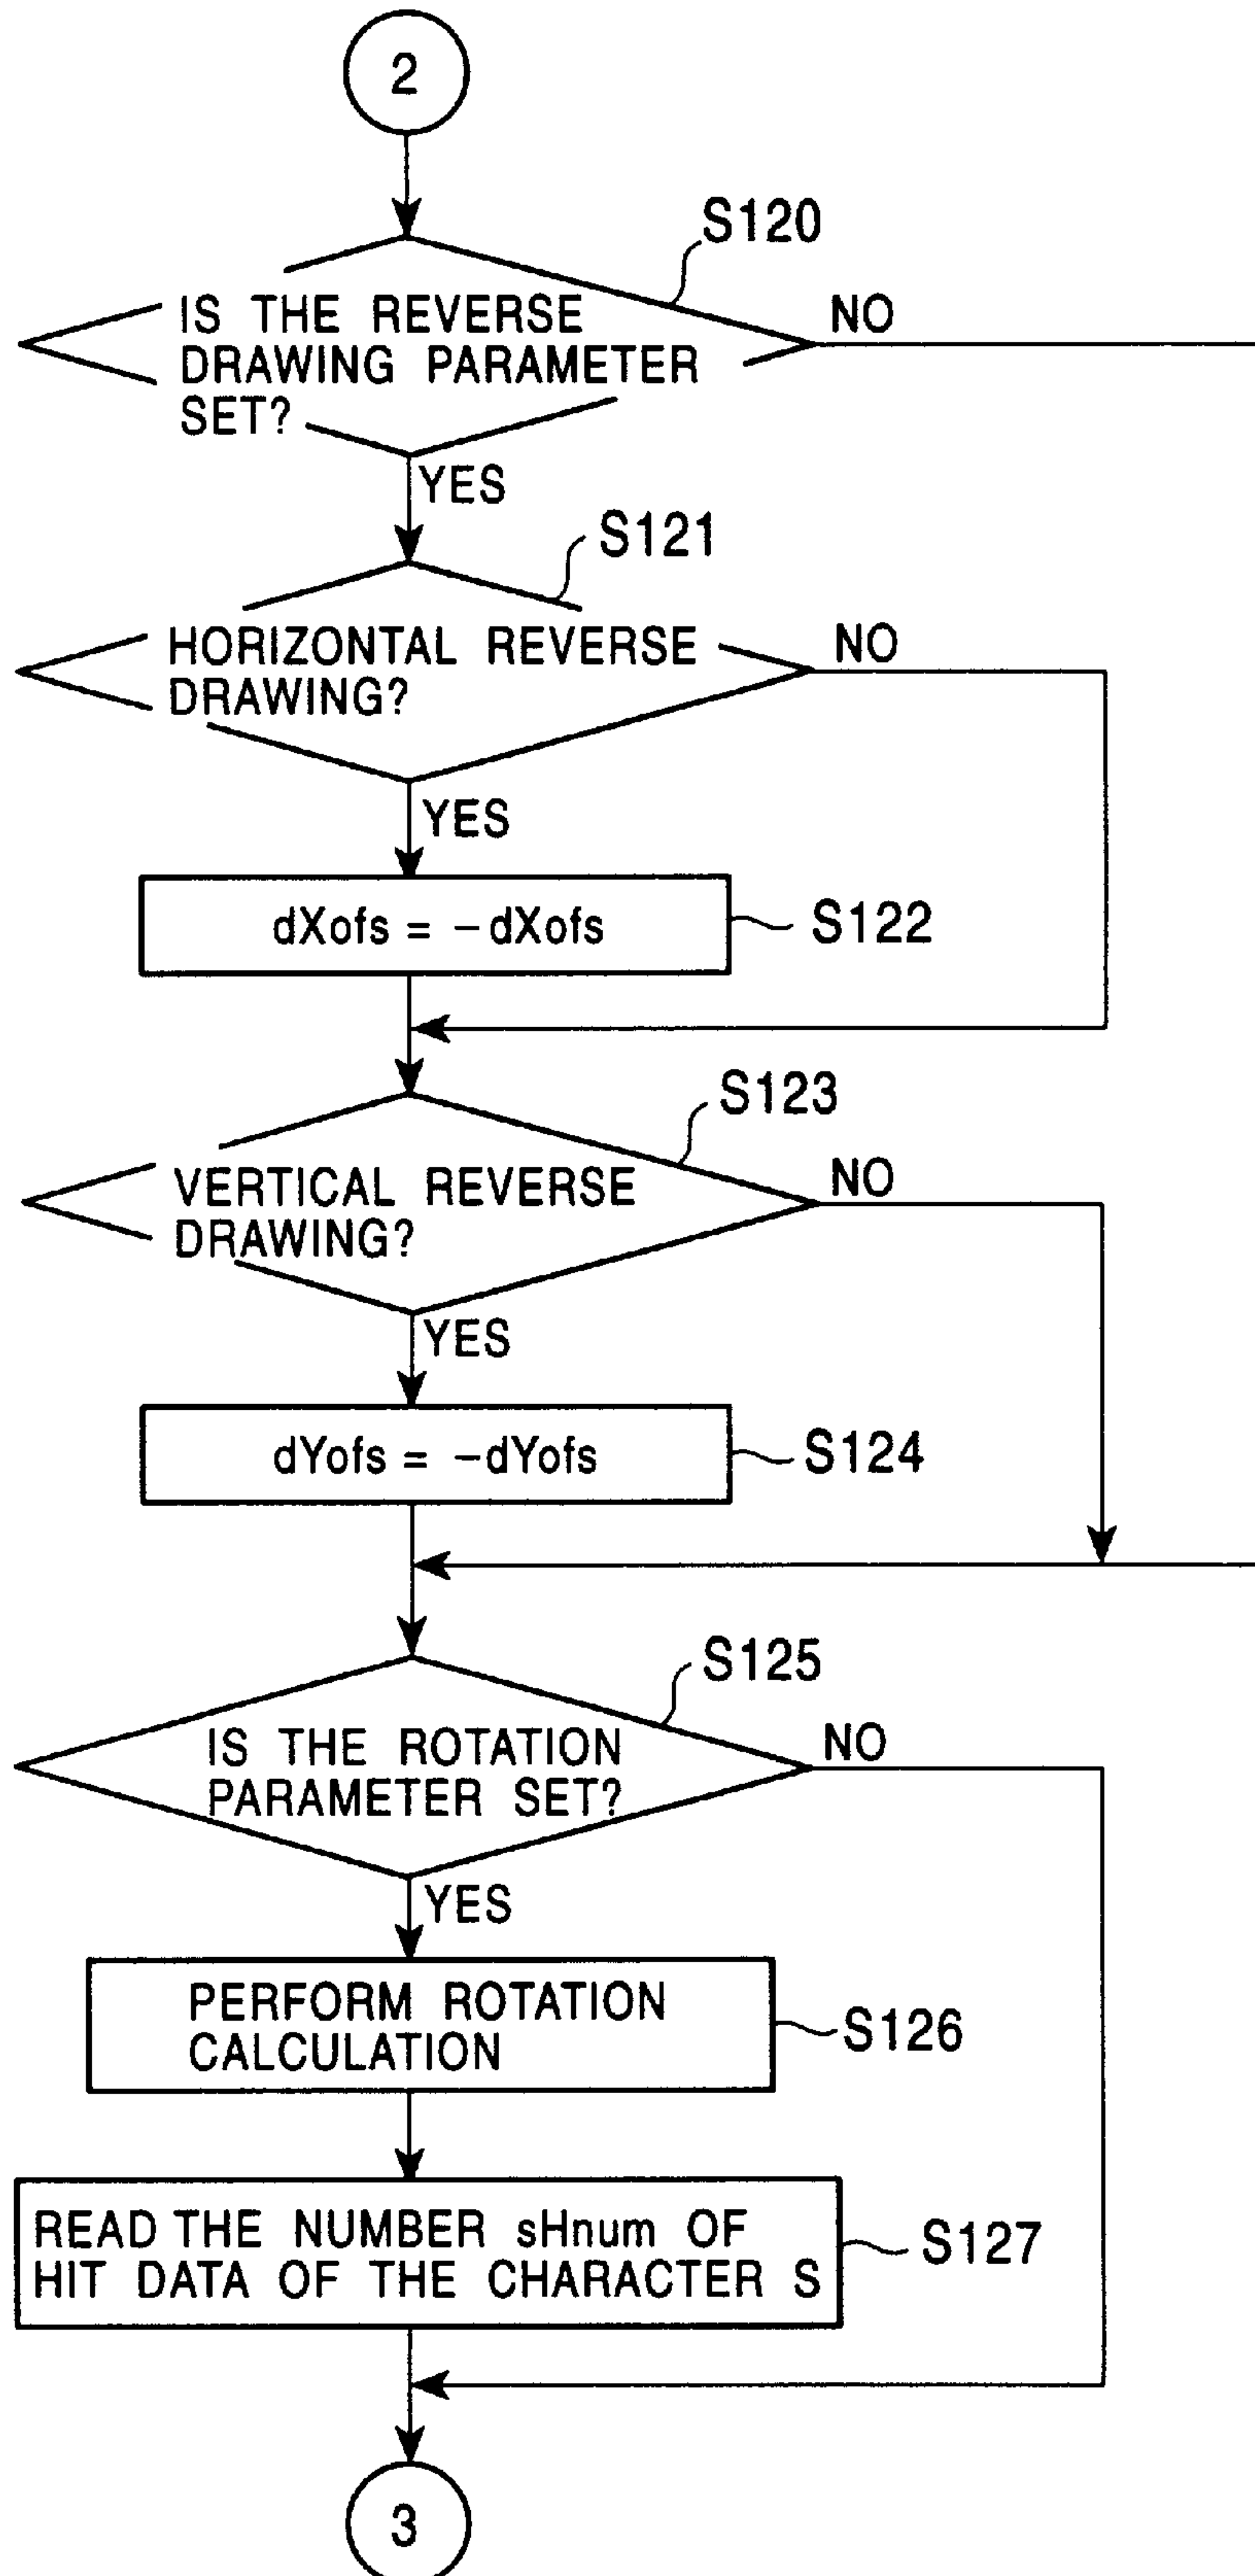 2
S120
IS THE REVERSE
DRAWING PARAMETER
SET?
NO
YES
S121
HORIZONTAL REVERSE
DRAWING?
NO
YES
dXofs = −dXofs
S122
S123
VERTICAL REVERSE
DRAWING?
NO
YES
dYofs = −dYofs
S124
S125
IS THE ROTATION
PARAMETER SET?
NO
YES
PERFORM ROTATION
CALCULATION
S126
READ THE NUMBER sHnum OF
HIT DATA OF THE CHARACTER S
S127
3